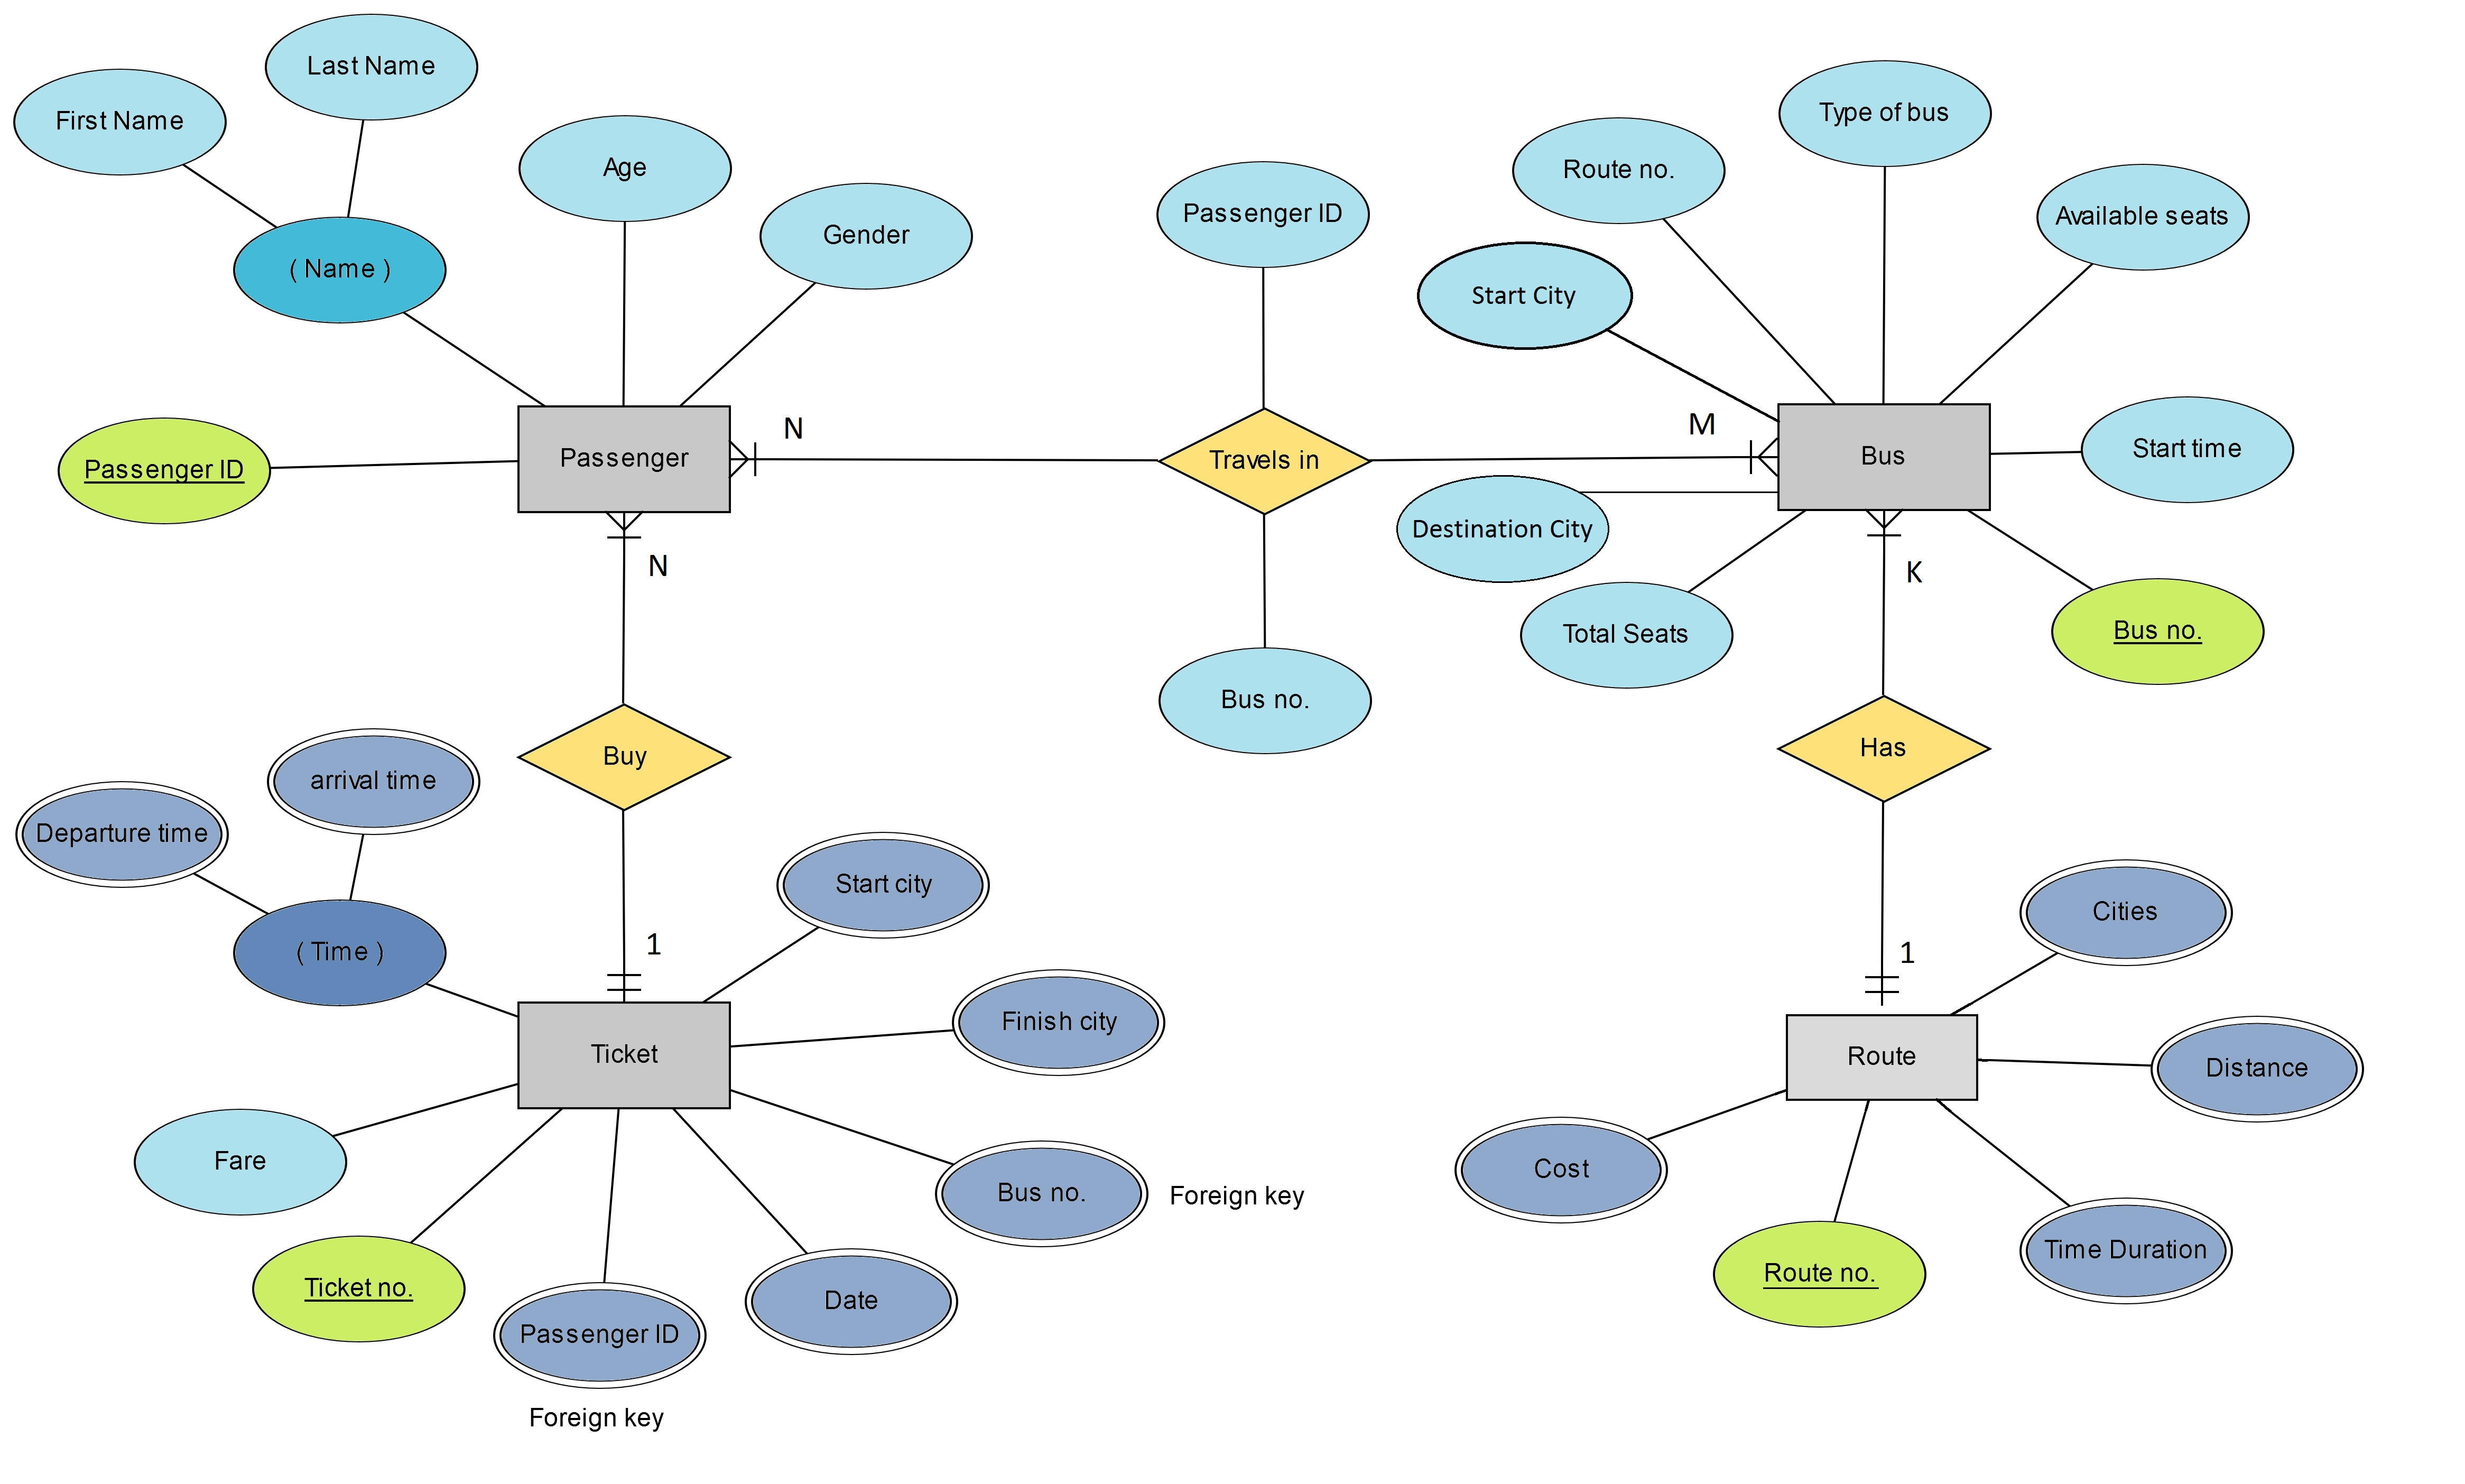 Last Name
First Name
Age
Gender
( Name )
Passenger ID
Passenger
N
Passenger ID
Travels in
Bus no.
Type of bus
Route no.
Available seats
Start City
M
Bus
Start time
Destination City
Total Seats
K
Bus no.
Has
1
N
Buy
1
arrival time
Departure time
( Time )
Start city
Finish city
Ticket
Fare
Bus no.
Foreign key
Ticket no.
Date
Passenger ID
Foreign key
Cities
Route
Distance
Cost
Time Duration
Route no.